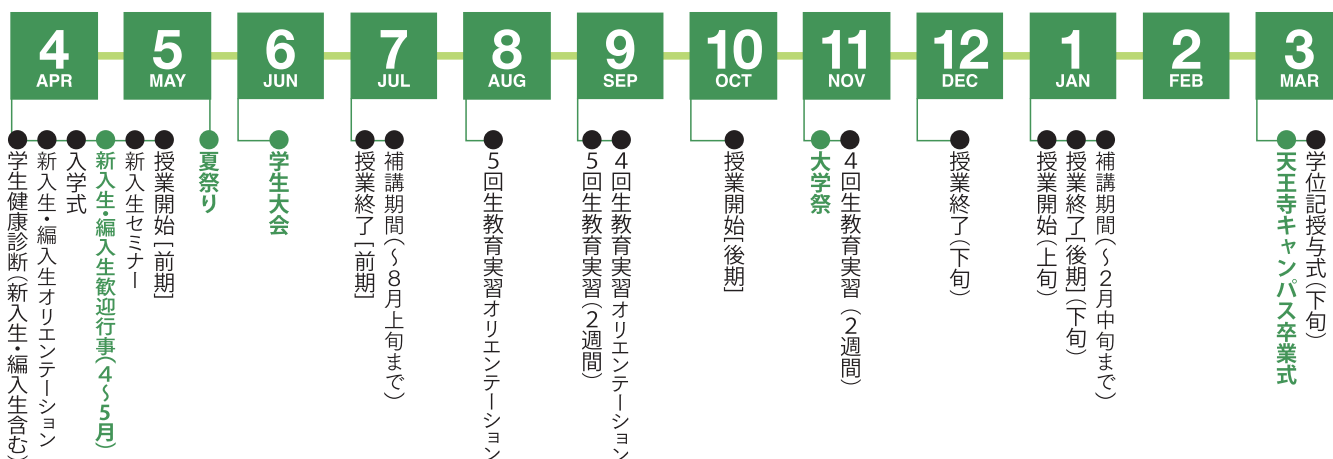 4
APR
5
MAY
6
JUN
7
JUL
8
AUG
9
SEP
10
OCT
11
NOV
12
DEC
1
JAN
2
FEB
3
MAR
学生健康診断(新入生・編入生含む)
新入生・編入生オリエンテーション
入学式
新入生・編入生歓迎行事(4~5月)
新入生セミナー
授業開始[前期]
夏祭り
学生大会
授業終了[前期]
補講期間(~8月上旬まで)
5回生教育実習オリエンテーション
5回生教育実習(2週間)
4回生教育実習オリエンテーション
授業開始[後期]
大学祭
4回生教育実習(2週間)
授業終了(下旬)
授業開始(上旬)
授業終了[後期](下旬)
補講期間(~2月中旬まで)
天王寺キャンパス卒業式
学位記授与式(下旬)